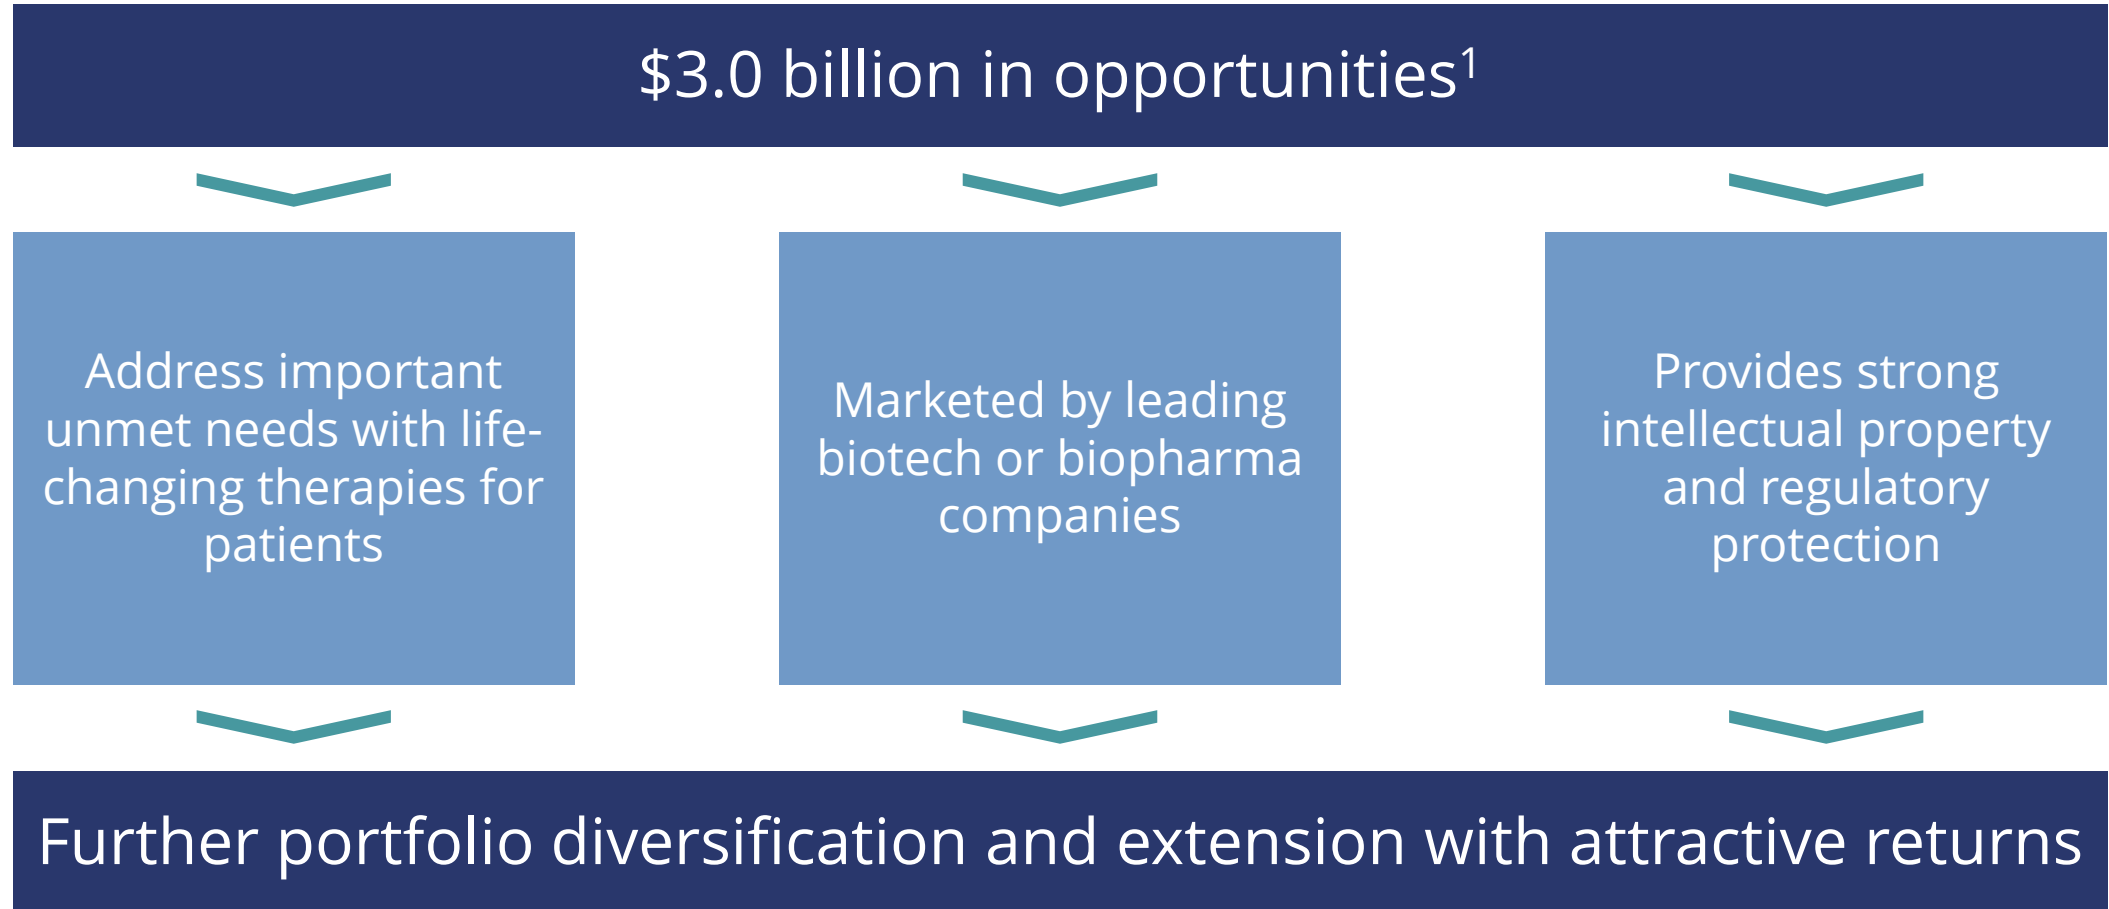 $3.0 billion in opportunities¹
Address important
unmet needs with life-
changing therapies for
patients
Marketed by leading
biotech or biopharma
companies
Provides strong
intellectual property
and regulatory
protection
Further portfolio diversification and extension with attractive returns